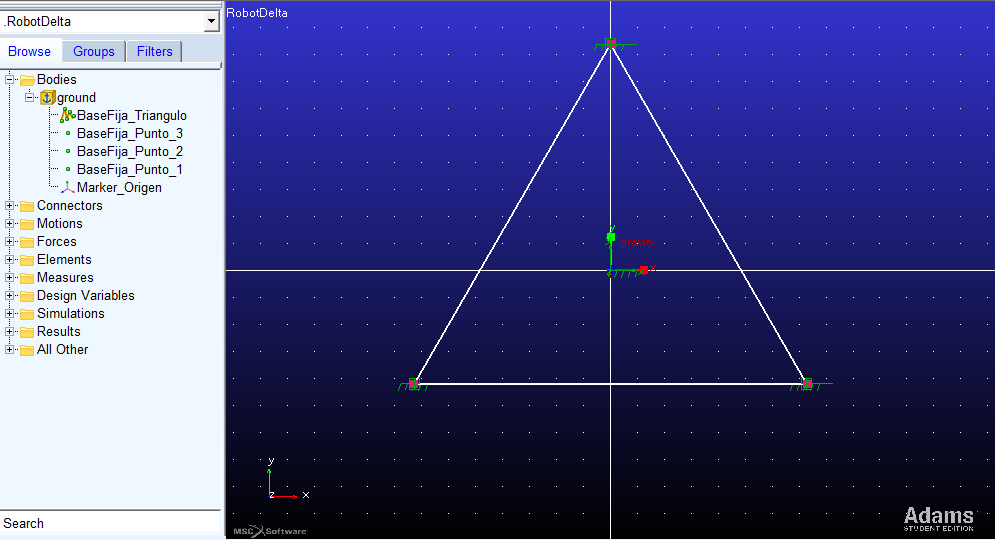 .RobotDelta
Browse
Groups
Filters
Bodies
ground
BaseFija_Triangulo
BaseFija_Punto_3
BaseFija_Punto_2
BaseFija_Punto_1
Marker_Origen
Connectors
Motions
Forces
Elements
Measures
Design Variables
Simulations
Results
All Other
Search
RobotDelta
y
gravity
x
y
z
x
MSC Software
Adams
STUDENT EDITION